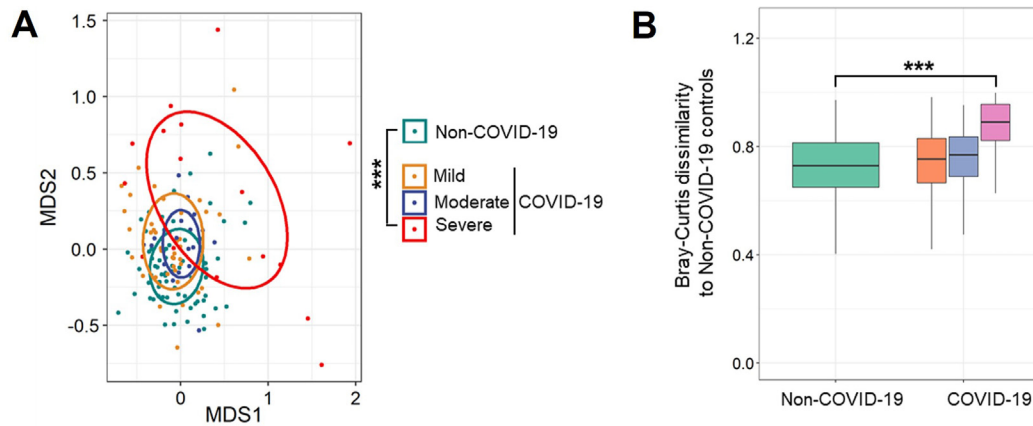 A
1.5
1.0
0.5
0.0
-0.5
MDS2
0
1
2
MDS1
***
Non-COVID-19
Mild
Moderate
Severe
COVID-19
B
Bray-Curtis dissimilarity
to Non-COVID-19 controls
1.2
0.8
0.4
0.0
***
Non-COVID-19
COVID-19